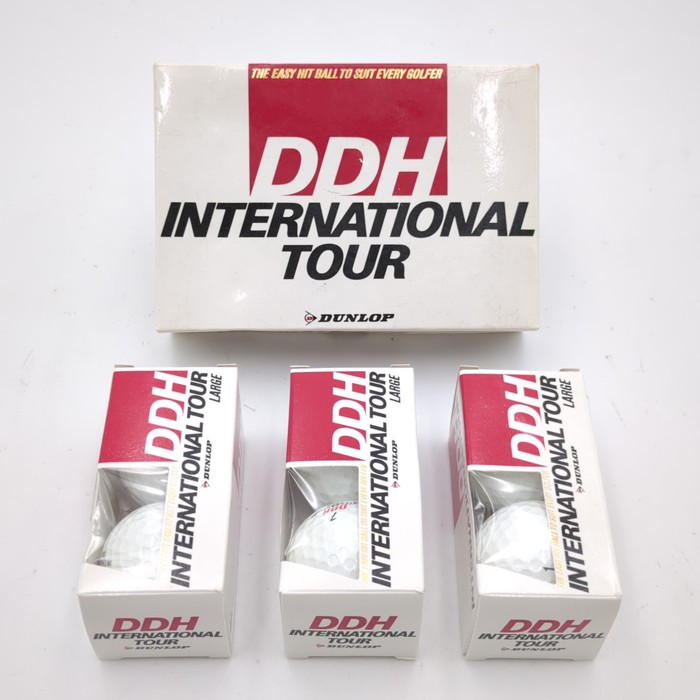 THE EASY HIT BALL TO SUIT EVERY GOLFER
DDH
INTERNATIONAL
TOUR
DUNLOP
DDH
INTERNATIONAL TOUR
LARGE
DUNLOP
DDH
INTERNATIONAL
TOUR
DUNLOP
DDH
INTERNATIONAL TOUR
LARGE
DUNLOP
DDH
7
DDH
INTERNATIONAL
TOUR
DUNLOP
DDH
INTERNATIONAL TOUR
LARGE
DUNLOP
DDH
INTERNATIONAL
TOUR
DUNLOP